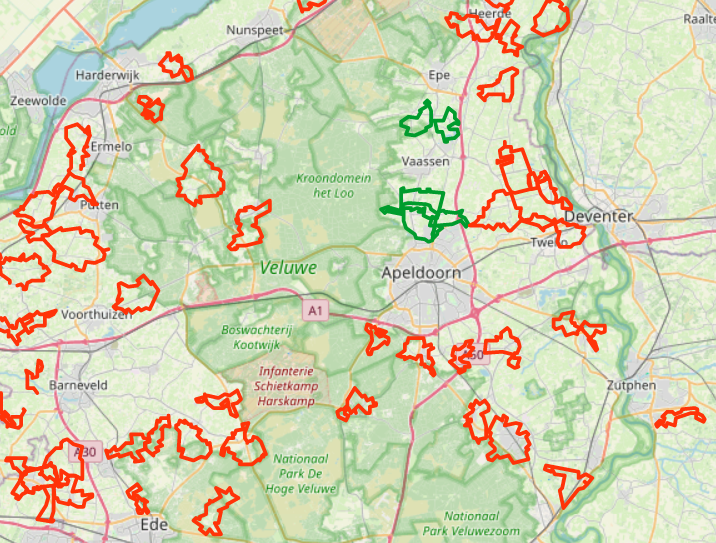 Heerde
Raalte
Nunspeet
Harderwijk
Epe
Zeewolde
old
Ermelo
Vaassen
Kroondomein
het Loo
Putten
Deventer
Twello
Veluwe
Apeldoorn
A1
Voorthuizen
Boswachterij
Kootwijk
A50
Infanterie
Schietkamp
Harskamp
Barneveld
Zutphen
A30
Nationaal
Park De
Hoge Veluwe
Ede
Nationaal
Park Veluwezoom